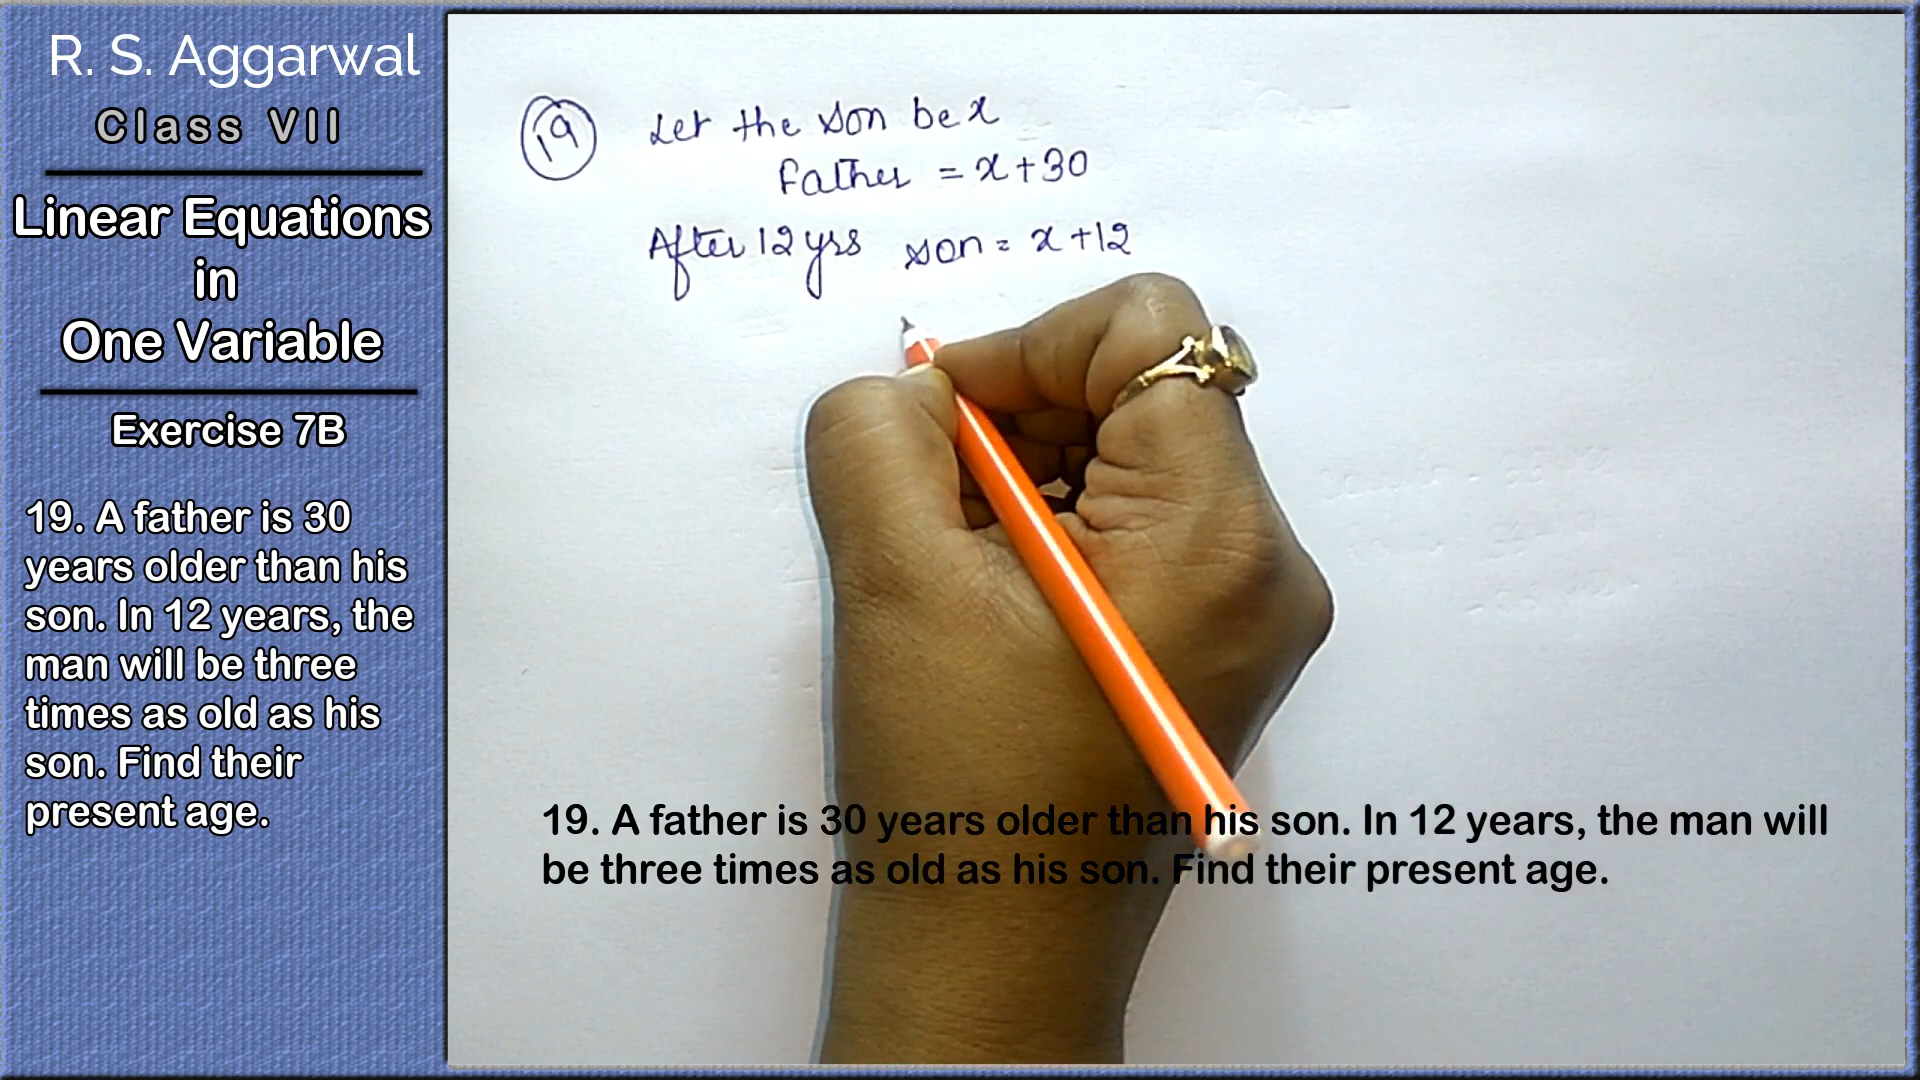 R. S. Aggarwal
Class VII
Linear Equations
in
One Variable
Exercise 7B
19. A father is 30
years older than his
son. In 12 years, the
man will be three
times as old as his
son. Find their
present age.
19 Let the son be x
Father = x+30
After 12 yrs son = x+12
19. A father is 30 years older than his son. In 12 years, the man will
be three times as old as his son. Find their present age.